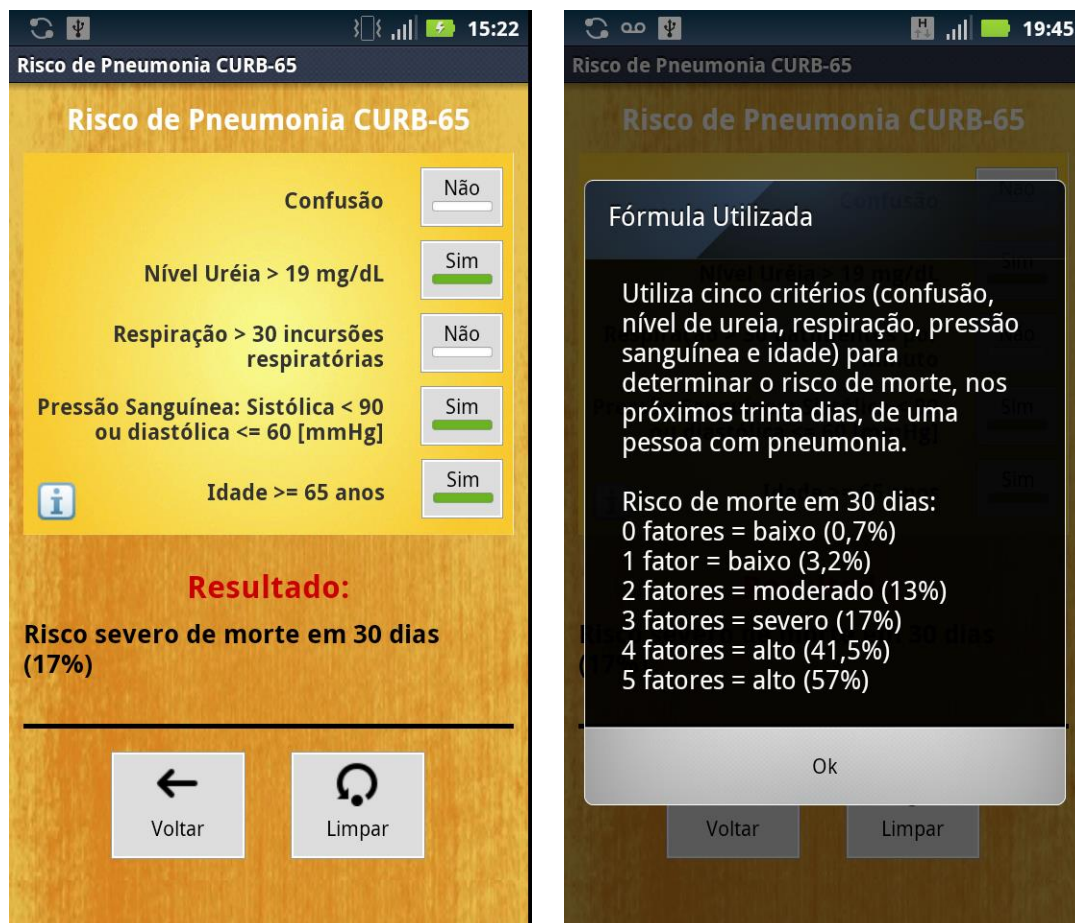 15:22
Risco de Pneumonia CURB-65
Risco de Pneumonia CURB-65
Confusão
Não
Nível Uréia > 19 mg/dL
Sim
Respiração > 30 incursões
respiratórias
Não
Pressão Sanguínea: Sistólica < 90
ou diastólica <= 60 [mmHg]
Sim
Idade >= 65 anos
Sim
Resultado:
Risco severo de morte em 30 dias
(17%)
Voltar
Limpar
H
19:45
Risco de Pneumonia CURB-65
Risco de Pneumonia CURB-65
Fórmula Utilizada
Utiliza cinco critérios (confusão,
nível de ureia, respiração, pressão
sanguínea e idade) para
determinar o risco de morte, nos
próximos trinta dias, de uma
pessoa com pneumonia.
Risco de morte em 30 dias:
0 fatores = baixo (0,7%)
1 fator = baixo (3,2%)
2 fatores = moderado (13%)
3 fatores = severo (17%)
4 fatores = alto (41,5%)
5 fatores = alto (57%)
Ok
Voltar
Limpar